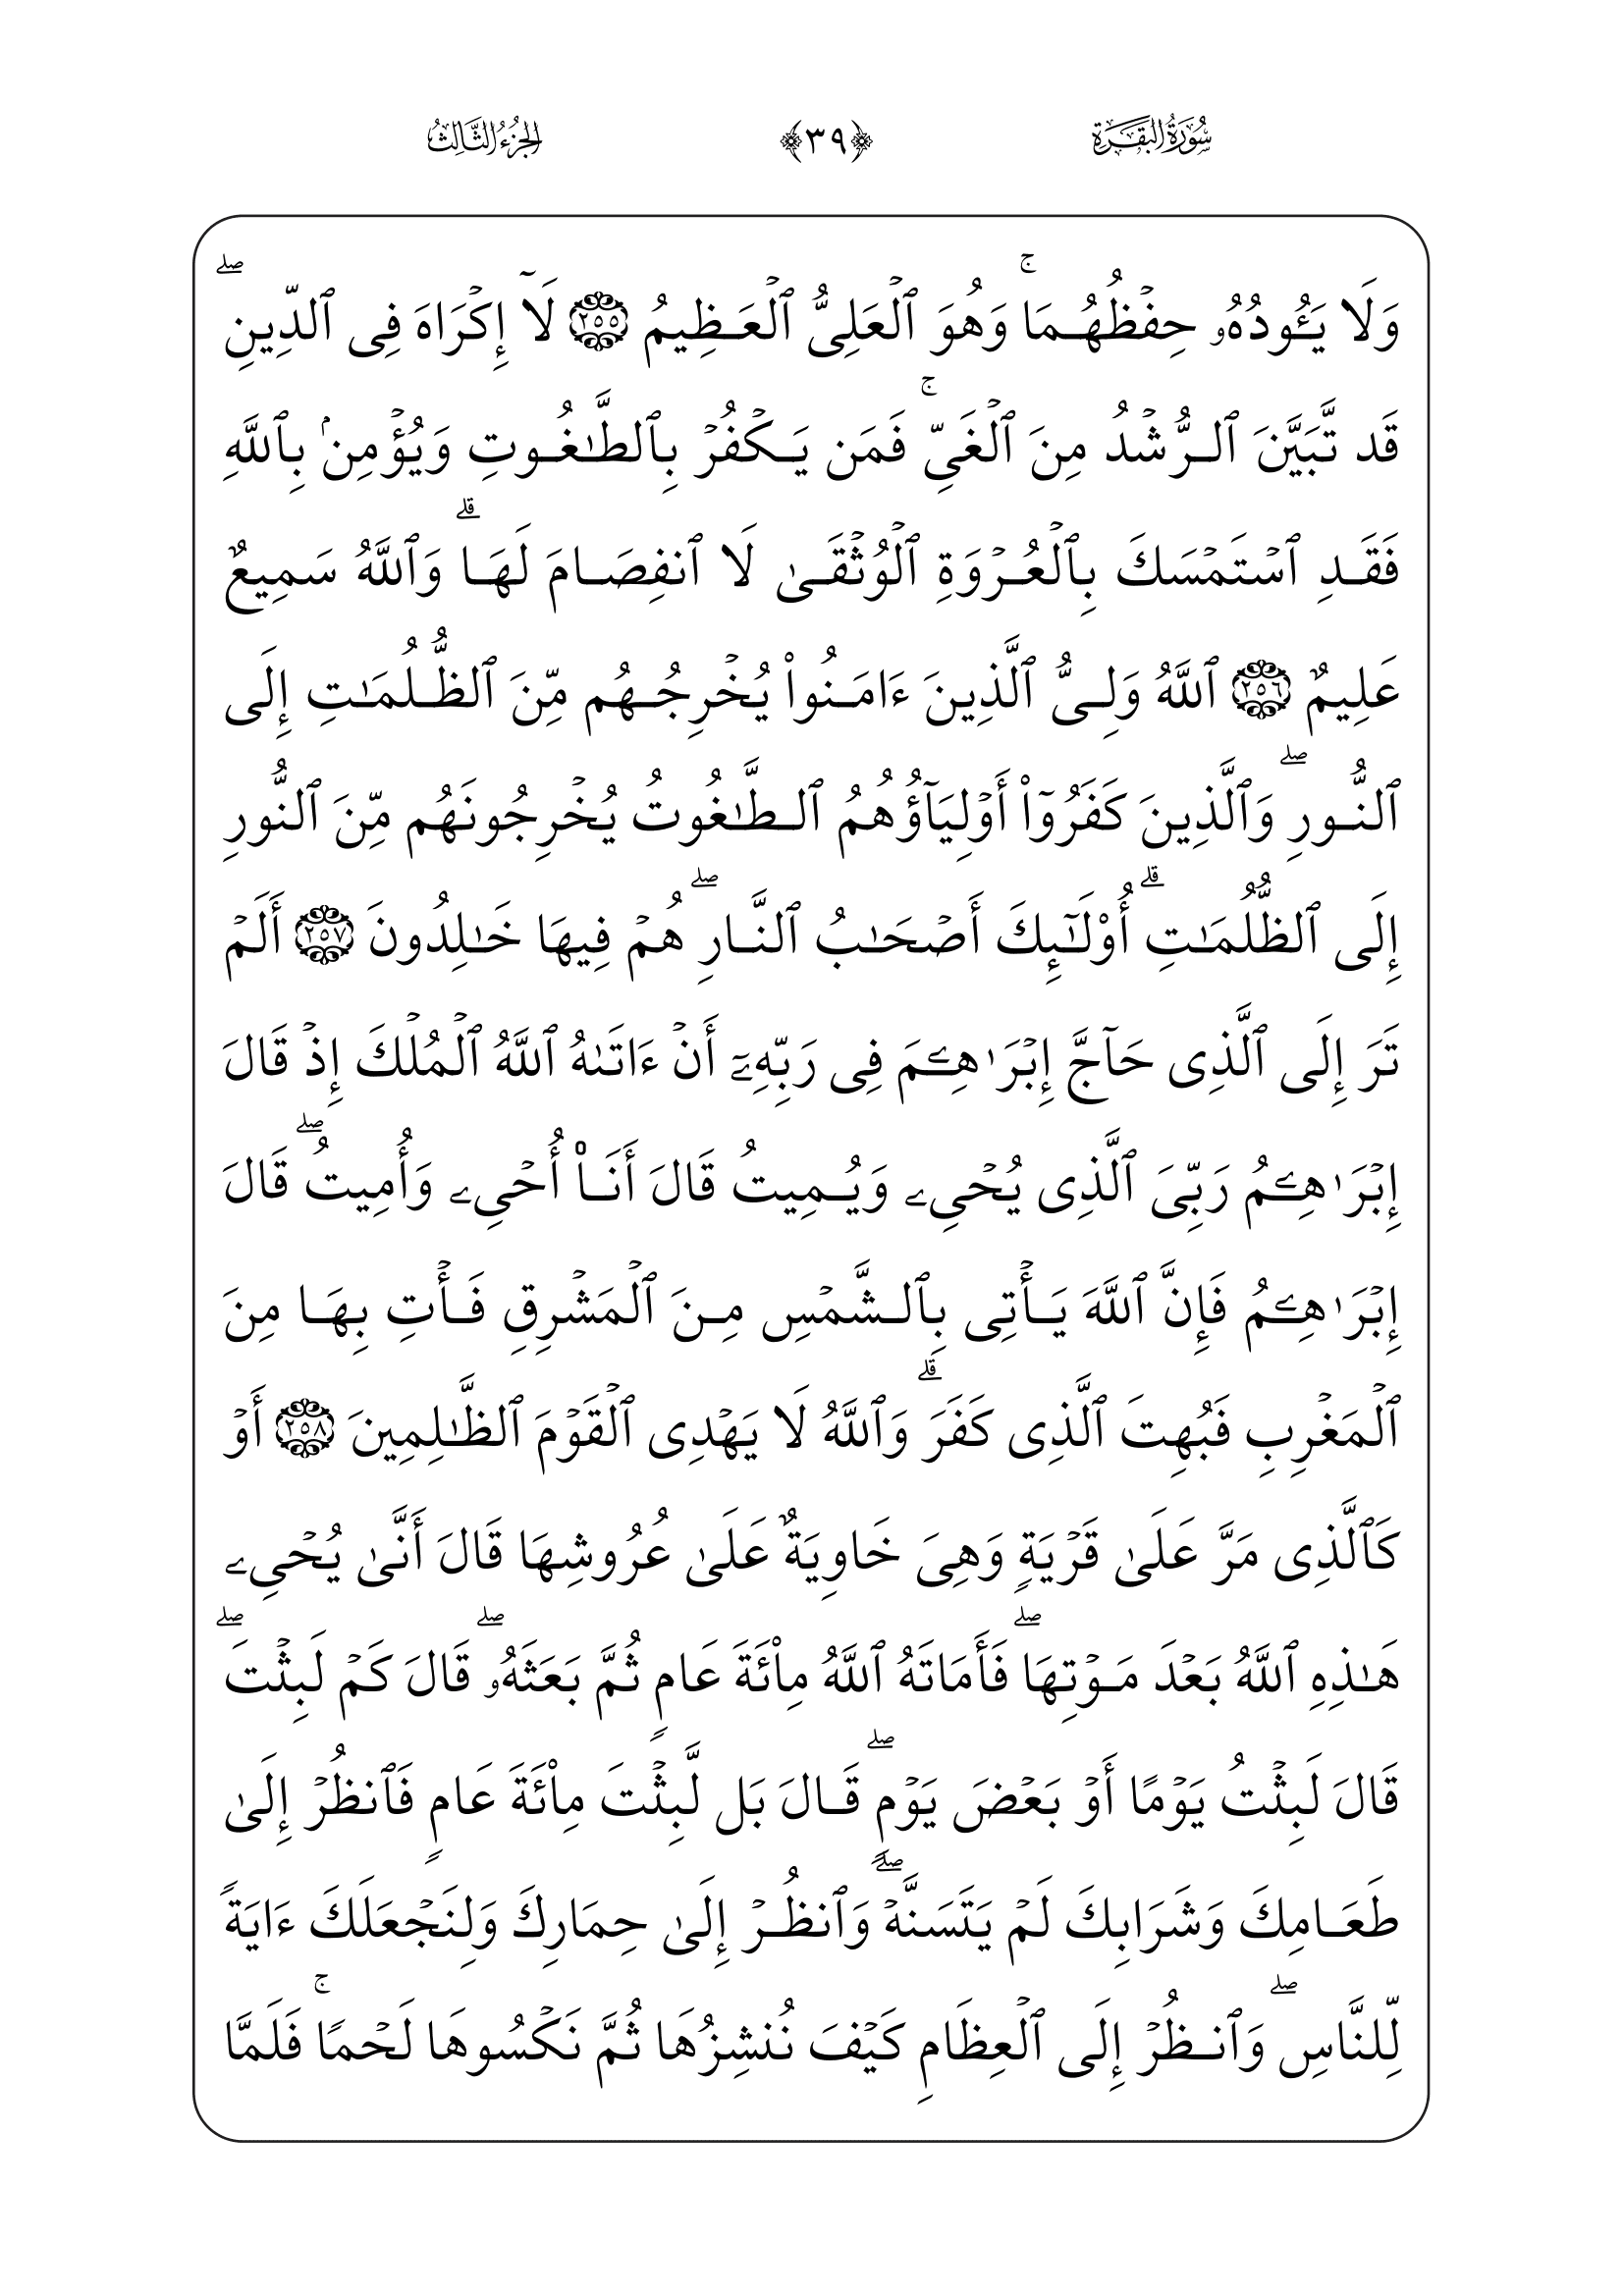 سُورَةُ البَقَرَةِ ﴿٣٩﴾ الجُزْءُ الثَّالِثُ
وَلَا يَـُٔودُهُۥ حِفْظُهُمَا ۚ وَهُوَ ٱلْعَلِىُّ ٱلْعَظِيمُ ٢٥٥ لَآ إِكْرَاهَ فِى ٱلدِّينِ ۖ
قَد تَّبَيَّنَ ٱلرُّشْدُ مِنَ ٱلْغَىِّ ۚ فَمَن يَكْفُرْ بِٱلطَّـٰغُوتِ وَيُؤْمِنۢ بِٱللَّهِ
فَقَدِ ٱسْتَمْسَكَ بِٱلْعُرْوَةِ ٱلْوُثْقَىٰ لَا ٱنفِصَامَ لَهَا ۗ وَٱللَّهُ سَمِيعٌ
عَلِيمٌ ٢٥٦ ٱللَّهُ وَلِىُّ ٱلَّذِينَ ءَامَنُوا۟ يُخْرِجُهُم مِّنَ ٱلظُّلُمَـٰتِ إِلَى
ٱلنُّورِ ۖ وَٱلَّذِينَ كَفَرُوٓا۟ أَوْلِيَآؤُهُمُ ٱلطَّـٰغُوتُ يُخْرِجُونَهُم مِّنَ ٱلنُّورِ
إِلَى ٱلظُّلُمَـٰتِ ۗ أُو۟لَـٰٓئِكَ أَصْحَـٰبُ ٱلنَّارِ ۖ هُمْ فِيهَا خَـٰلِدُونَ ٢٥٧ أَلَمْ
تَرَ إِلَى ٱلَّذِى حَآجَّ إِبْرَٰهِـۧمَ فِى رَبِّهِۦٓ أَنْ ءَاتَىٰهُ ٱللَّهُ ٱلْمُلْكَ إِذْ قَالَ
إِبْرَٰهِـۧمُ رَبِّىَ ٱلَّذِى يُحْىِۦ وَيُمِيتُ قَالَ أَنَا۠ أُحْىِۦ وَأُمِيتُ ۖ قَالَ
إِبْرَٰهِـۧمُ فَإِنَّ ٱللَّهَ يَأْتِى بِٱلشَّمْسِ مِنَ ٱلْمَشْرِقِ فَأْتِ بِهَا مِنَ
ٱلْمَغْرِبِ فَبُهِتَ ٱلَّذِى كَفَرَ ۗ وَٱللَّهُ لَا يَهْدِى ٱلْقَوْمَ ٱلظَّـٰلِمِينَ ٢٥٨ أَوْ
كَٱلَّذِى مَرَّ عَلَىٰ قَرْيَةٍ وَهِىَ خَاوِيَةٌ عَلَىٰ عُرُوشِهَا قَالَ أَنَّىٰ يُحْىِۦ
هَـٰذِهِ ٱللَّهُ بَعْدَ مَوْتِهَا ۖ فَأَمَاتَهُ ٱللَّهُ مِا۟ئَةَ عَامٍ ثُمَّ بَعَثَهُۥ ۖ قَالَ كَمْ لَبِثْتَ ۖ
قَالَ لَبِثْتُ يَوْمًا أَوْ بَعْضَ يَوْمٍ ۖ قَالَ بَل لَّبِثْتَ مِا۟ئَةَ عَامٍ فَٱنظُرْ إِلَىٰ
طَعَامِكَ وَشَرَابِكَ لَمْ يَتَسَنَّهْ ۖ وَٱنظُرْ إِلَىٰ حِمَارِكَ وَلِنَجْعَلَكَ ءَايَةً
لِّلنَّاسِ ۖ وَٱنظُرْ إِلَى ٱلْعِظَامِ كَيْفَ نُنشِزُهَا ثُمَّ نَكْسُوهَا لَحْمًا ۚ فَلَمَّا